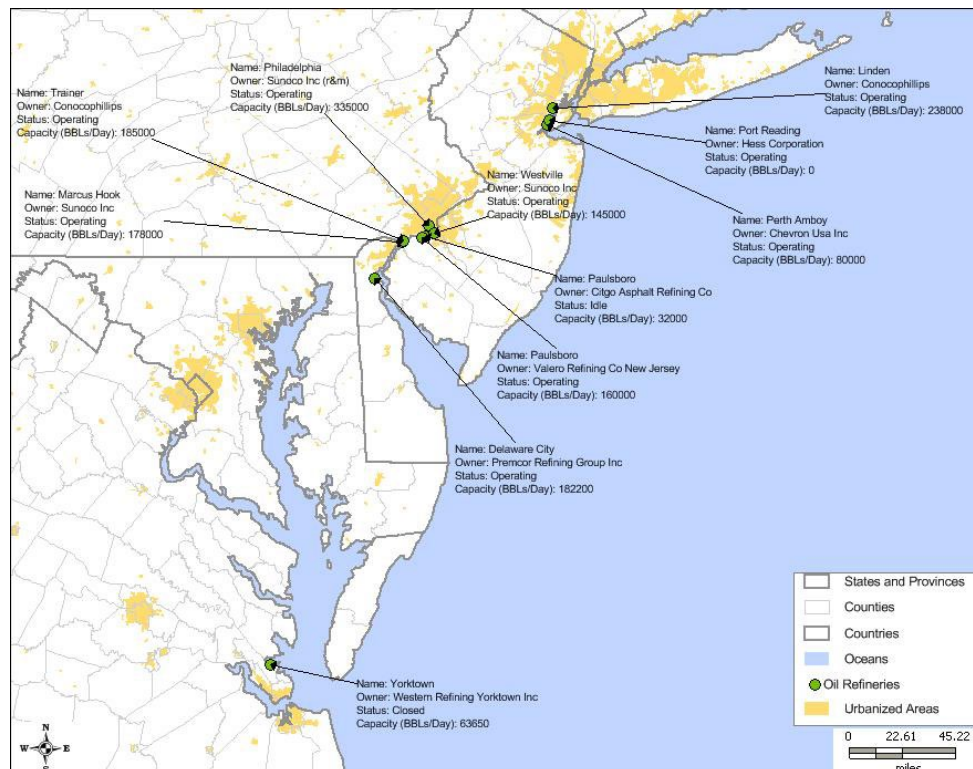 Name: Philadelphia
Owner: Sunoco Inc (r&m)
Status: Operating
Capacity (BBLs/Day): 335000
Name: Trainer
Owner: Conocophillips
Status: Operating
Capacity (BBLs/Day): 185000
Name: Linden
Owner: Conocophillips
Status: Operating
Capacity (BBLs/Day): 238000
Name: Port Reading
Owner: Hess Corporation
Status: Operating
Capacity (BBLs/Day): 0
Name: Westville
Owner: Sunoco Inc
Status: Operating
Capacity (BBLs/Day): 145000
Name: Marcus Hook
Owner: Sunoco Inc
Status: Operating
Capacity (BBLs/Day): 178000
Name: Perth Amboy
Owner: Chevron Usa Inc
Status: Operating
Capacity (BBLs/Day): 80000
Name: Paulsboro
Owner: Citgo Asphalt Refining Co
Status: Idle
Capacity (BBLs/Day): 32000
Name: Paulsboro
Owner: Valero Refining Co New Jersey
Status: Operating
Capacity (BBLs/Day): 160000
Name: Delaware City
Owner: Premcor Refining Group Inc
Status: Operating
Capacity (BBLs/Day): 182200
Name: Yorktown
Owner: Western Refining Yorktown Inc
Status: Closed
Capacity (BBLs/Day): 63650
States and Provinces
Counties
Countries
Oceans
Oil Refineries
Urbanized Areas
N
W E
S
0 22.61 45.22
miles